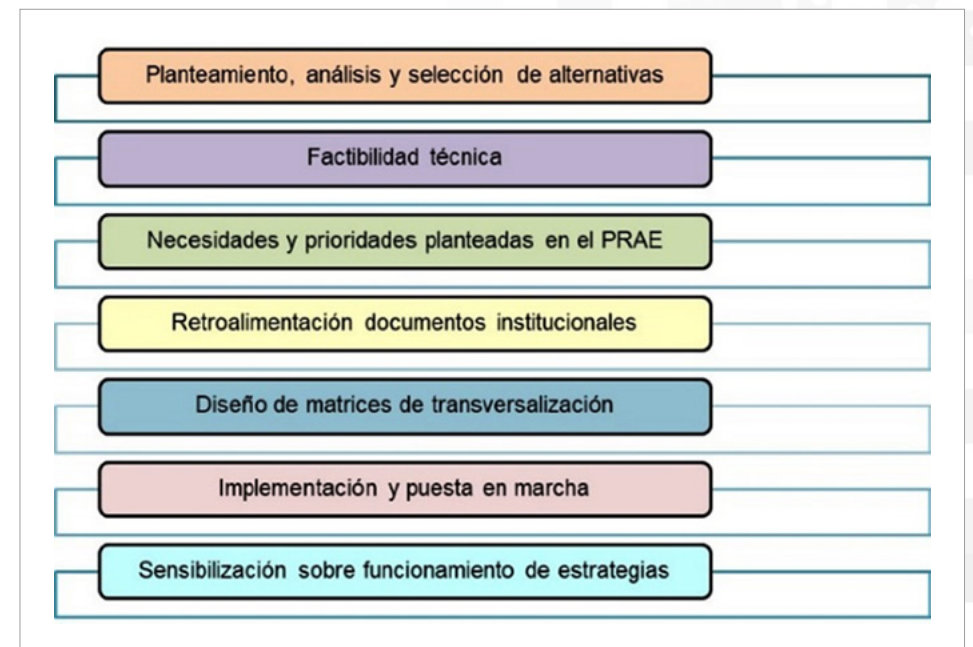 Planteamiento, análisis y selección de alternativas
Factibilidad técnica
Necesidades y prioridades planteadas en el PRAE
Retroalimentación documentos institucionales
Diseño de matrices de transversalización
Implementación y puesta en marcha
Sensibilización sobre funcionamiento de estrategias